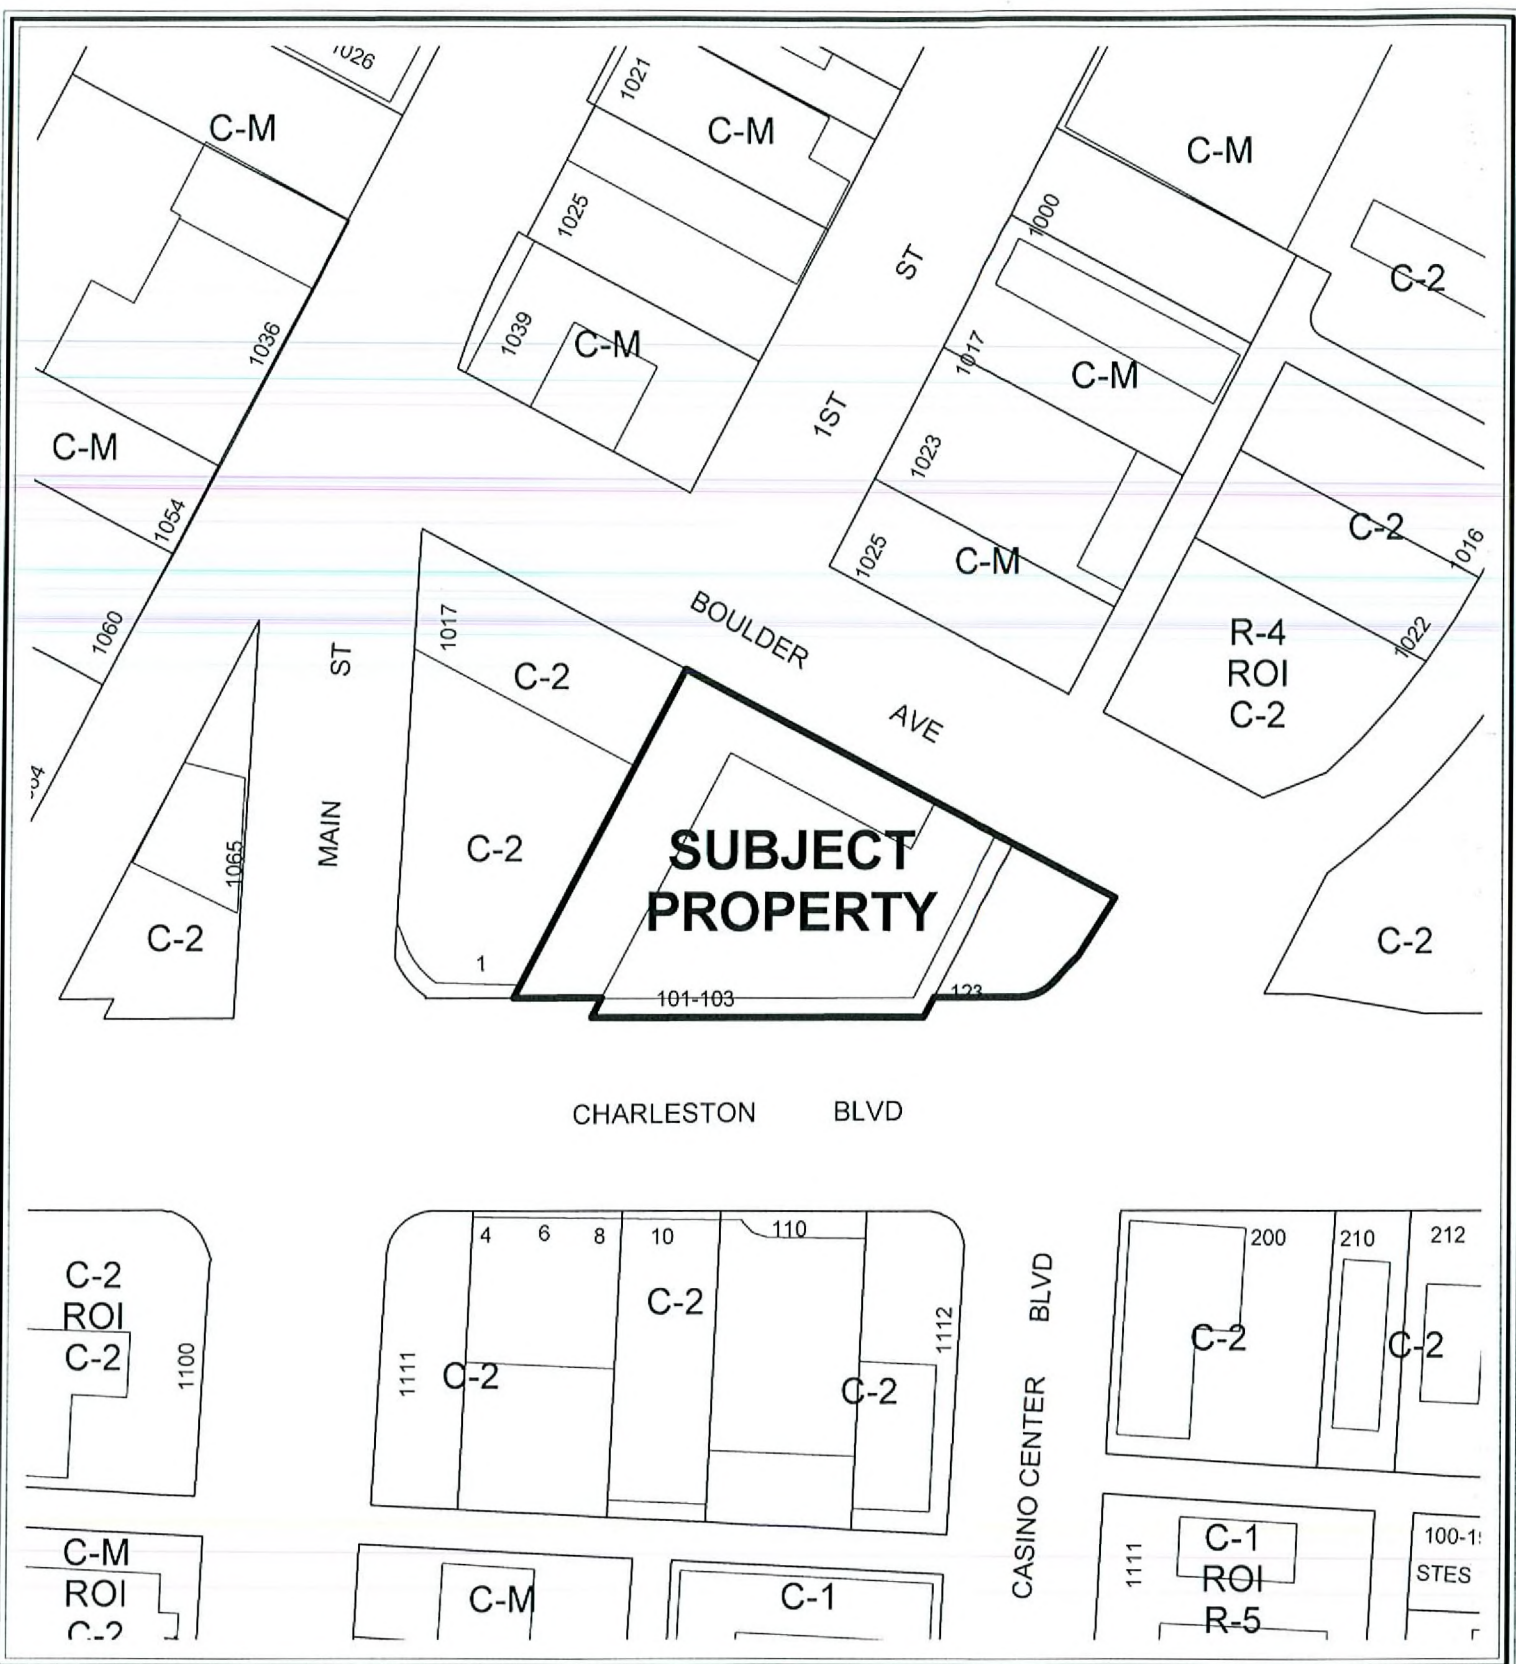 1026
C-M
1021
C-M
C-M
1025
1000
ST
C-2
1036
1039
C-M
1017
C-M
1ST
C-M
1023
1054
C-2
1016
1025
C-M
1060
ST
1017
C-2
BOULDER
AVE
R-4
ROI
C-2
1022
MAIN
1065
C-2
C-2
1
SUBJECT
PROPERTY
101-103
123
C-2
CHARLESTON BLVD
C-2
ROI
C-2
1100
4
6
8
10
110
1111
C-2
C-2
C-2
1112
CASINO CENTER BLVD
200
210
212
C-2
C-2
C-M
ROI
C-2
C-M
C-1
1111
C-1
ROI
R-5
STES